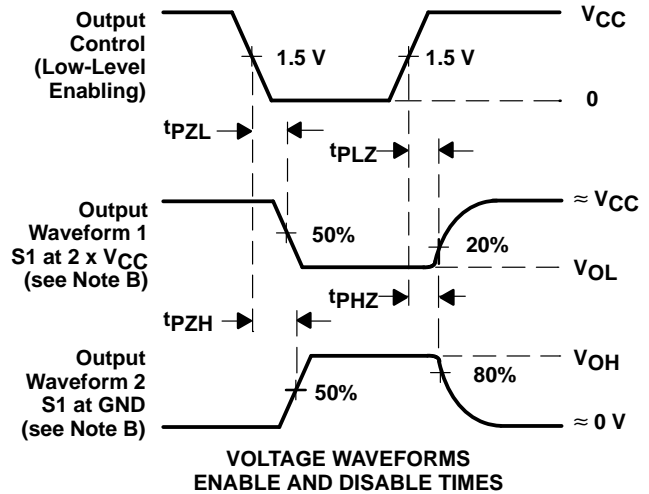 Output
Control
(Low-Level
Enabling)
1.5 V
1.5 V
VCC
0
tPZL
tPLZ
Output
Waveform 1
S1 at 2 x VCC
(see Note B)
50%
20%
≈ VCC
VOL
tPZH
tPHZ
Output
Waveform 2
S1 at GND
(see Note B)
50%
80%
VOH
≈ 0 V
VOLTAGE WAVEFORMS
ENABLE AND DISABLE TIMES